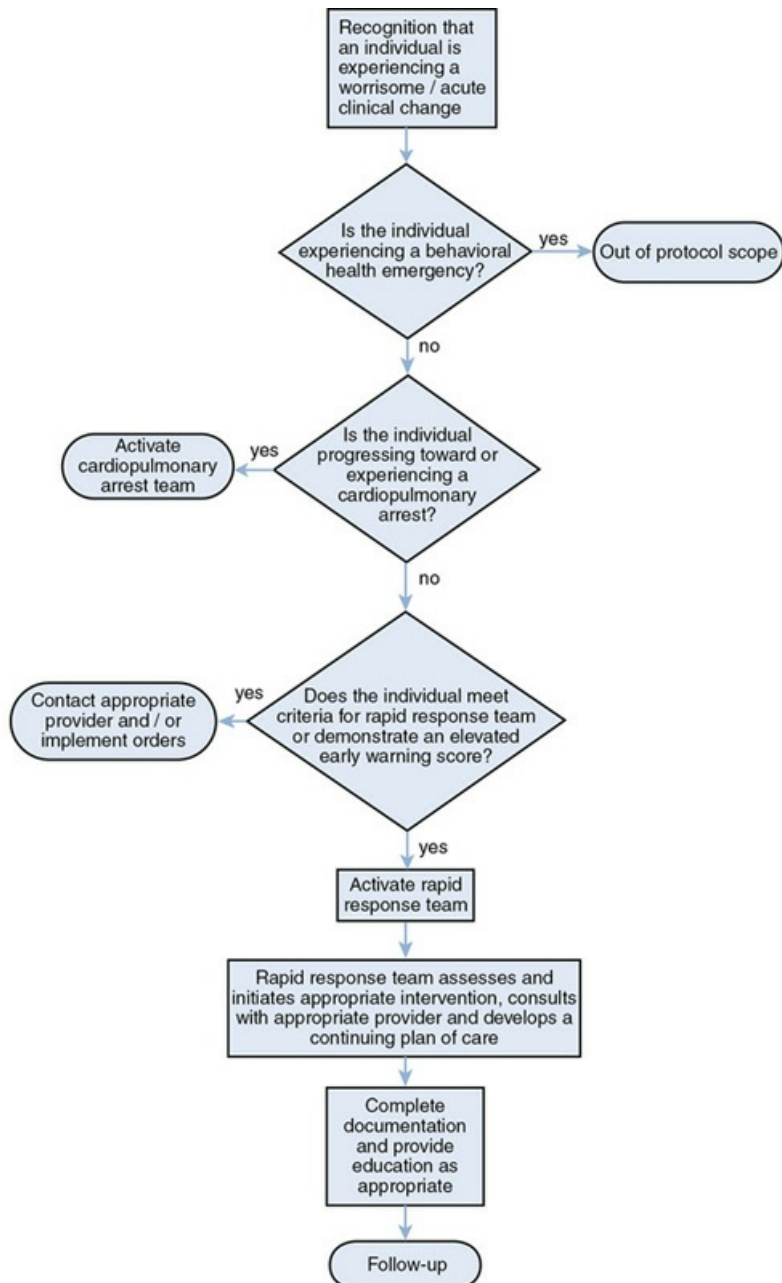 Recognition that
an individual is
experiencing a
worrisome / acute
clinical change
Is the individual
experiencing a behavioral
health emergency?
yes
Out of protocol scope
no
Activate
cardiopulmonary
arrest team
yes
Is the individual
progressing toward or
experiencing a
cardiopulmonary
arrest?
no
Contact appropriate
provider and / or
implement orders
yes
Does the individual meet
criteria for rapid response team
or demonstrate an elevated
early warning score?
yes
Activate rapid
response team
Rapid response team assesses and
initiates appropriate intervention, consults
with appropriate provider and develops a
continuing plan of care
Complete
documentation
and provide
education as
appropriate
Follow-up